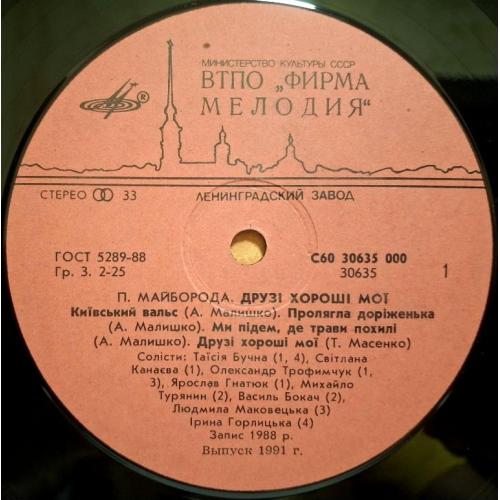 МИНИСТЕРСТВО КУЛЬТУРЫ СССР
ВТПО „ФИРМА
МЕЛОДИЯ“
®
СТЕРЕО 33
ЛЕНИНГРАДСКИЙ ЗАВОД
ГОСТ 5289-88
Гр. 3. 2-25
С60 30635 000
30635
1
П. МАЙБОРОДА. ДРУЗІ ХОРОШІ МОЇ
Київський вальс (А. Малишко). Пролягла доріженька
(А. Малишко). Ми підем, де трави похилі
(А. Малишко). Друзі хороші мої (Т. Масенко)
Солісти: Таїсія Бучна (1, 4), Світлана
Канаєва (1), Олександр Трофимчук (1,
3), Ярослав Гнатюк (1), Михайло
Турянин (2), Василь Бокач (2),
Людмила Маковецька (3)
Ірина Горлицька (4)
Запис 1988 р.
Выпуск 1991 г.